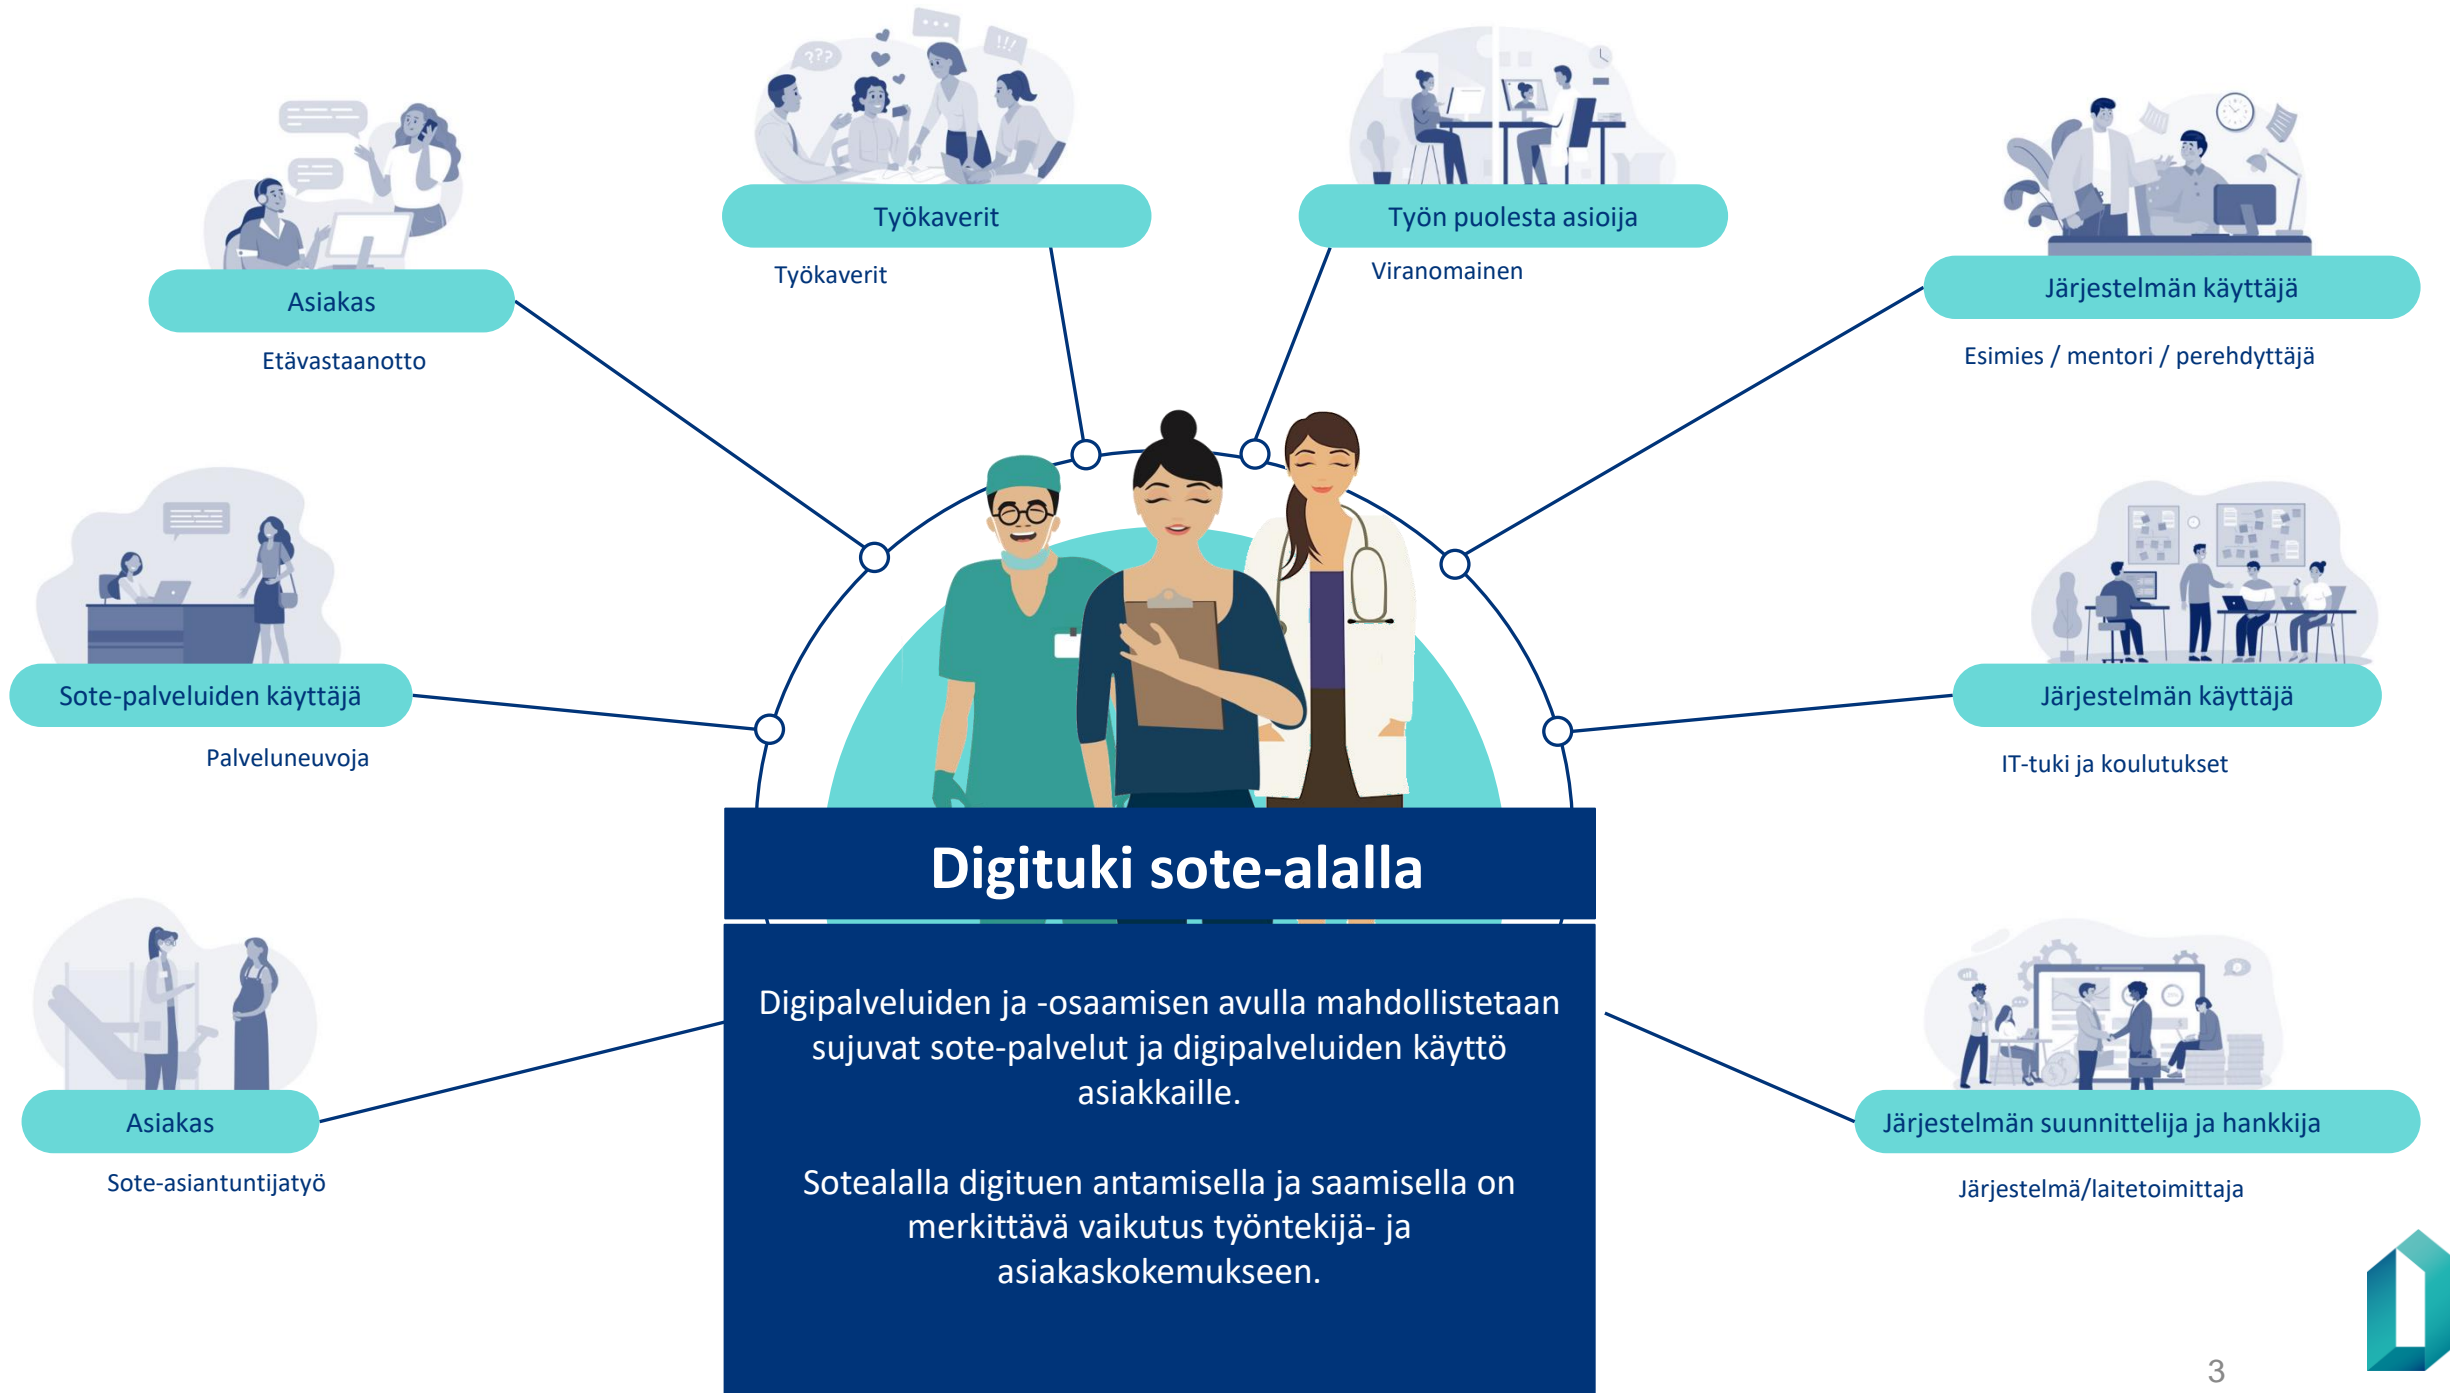 ???
!!!
Työkaverit
Työkaverit
Työn puolesta asioija
Viranomainen
Asiakas
Etävastaanotto
Järjestelmän käyttäjä
Esimies / mentori / perehdyttäjä
Sote-palveluiden käyttäjä
Palveluneuvoja
Järjestelmän käyttäjä
IT-tuki ja koulutukset
Digituki sote-alalla
Digipalveluiden ja -osaamisen avulla mahdollistetaan
sujuvat sote-palvelut ja digipalveluiden käyttö
asiakkaille.
Sotealalla digituen antamisella ja saamisella on
merkittävä vaikutus työntekijä- ja
asiakaskokemukseen.
Asiakas
Sote-asiantuntijatyö
Järjestelmän suunnittelija ja hankkija
Järjestelmä/laitetoimittaja
3